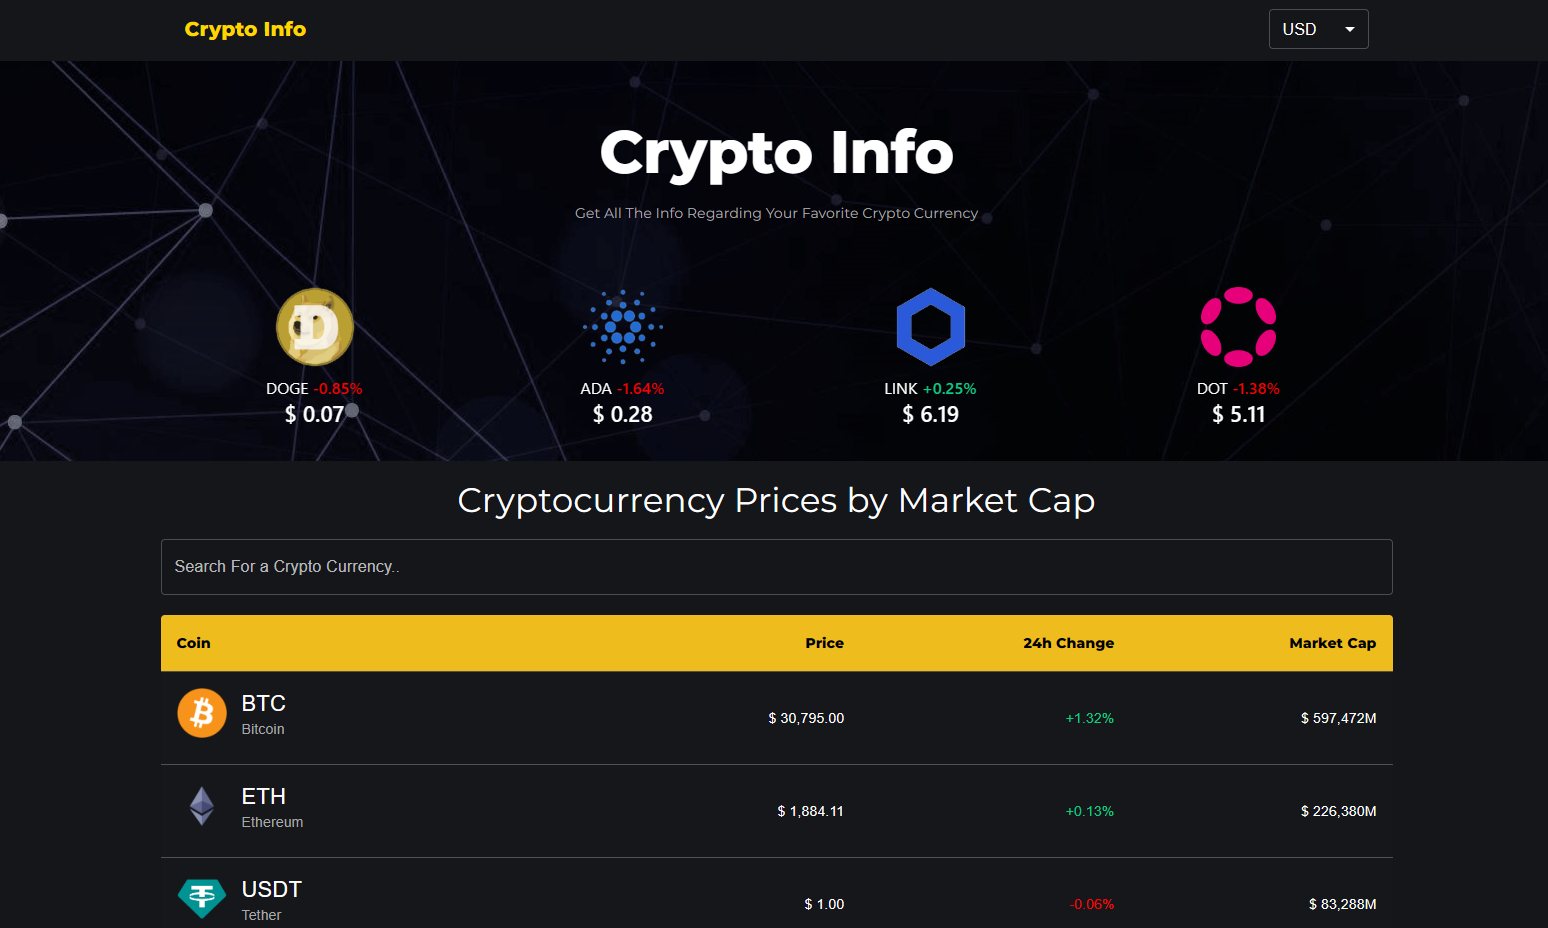 Crypto Info
USD
Crypto Info
Get All The Info Regarding Your Favorite Crypto Currency
DOGE -0.85%
$ 0.07
ADA -1.64%
$ 0.28
LINK +0.25%
$ 6.19
DOT -1.38%
$ 5.11
Cryptocurrency Prices by Market Cap
Search For a Crypto Currency..
Coin Price 24h Change Market Cap
BTC
Bitcoin
$ 30,795.00 +1.32% $ 597,472M
ETH
Ethereum
$ 1,884.11 +0.13% $ 226,380M
USDT
Tether
$ 1.00 -0.06% $ 83,288M